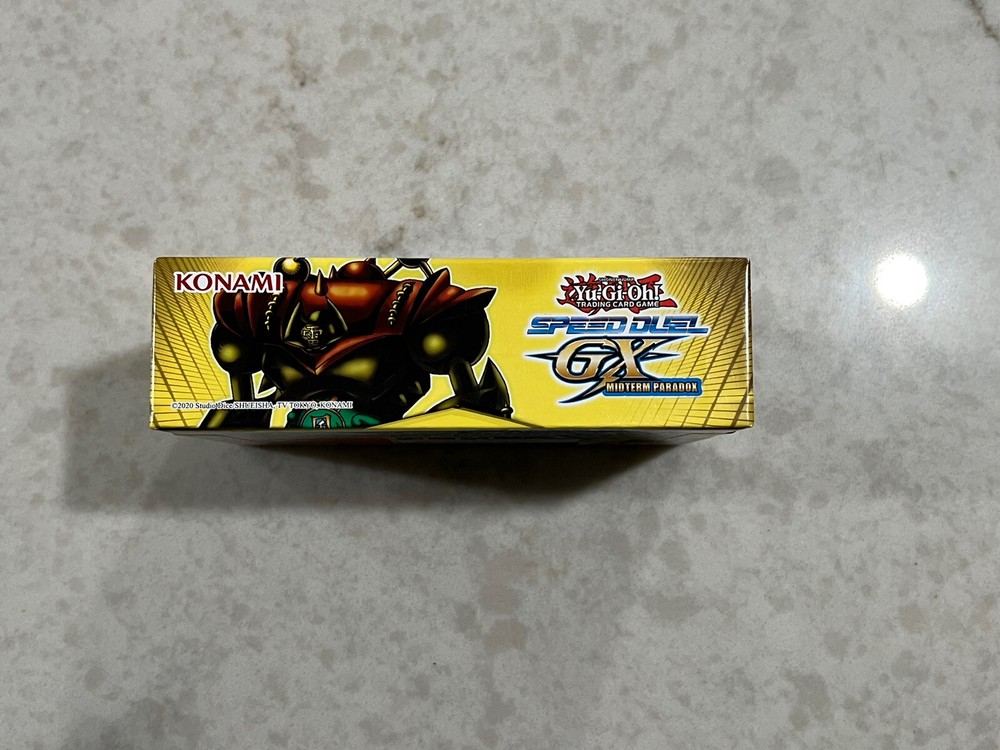 KONAMI
Yu-Gi-Oh!
TRADING CARD GAME
SPEED DUEL
GX
MIDTERM PARADOX
©2020 Studio Dice/SHUEISHA, TV TOKYO, KONAMI